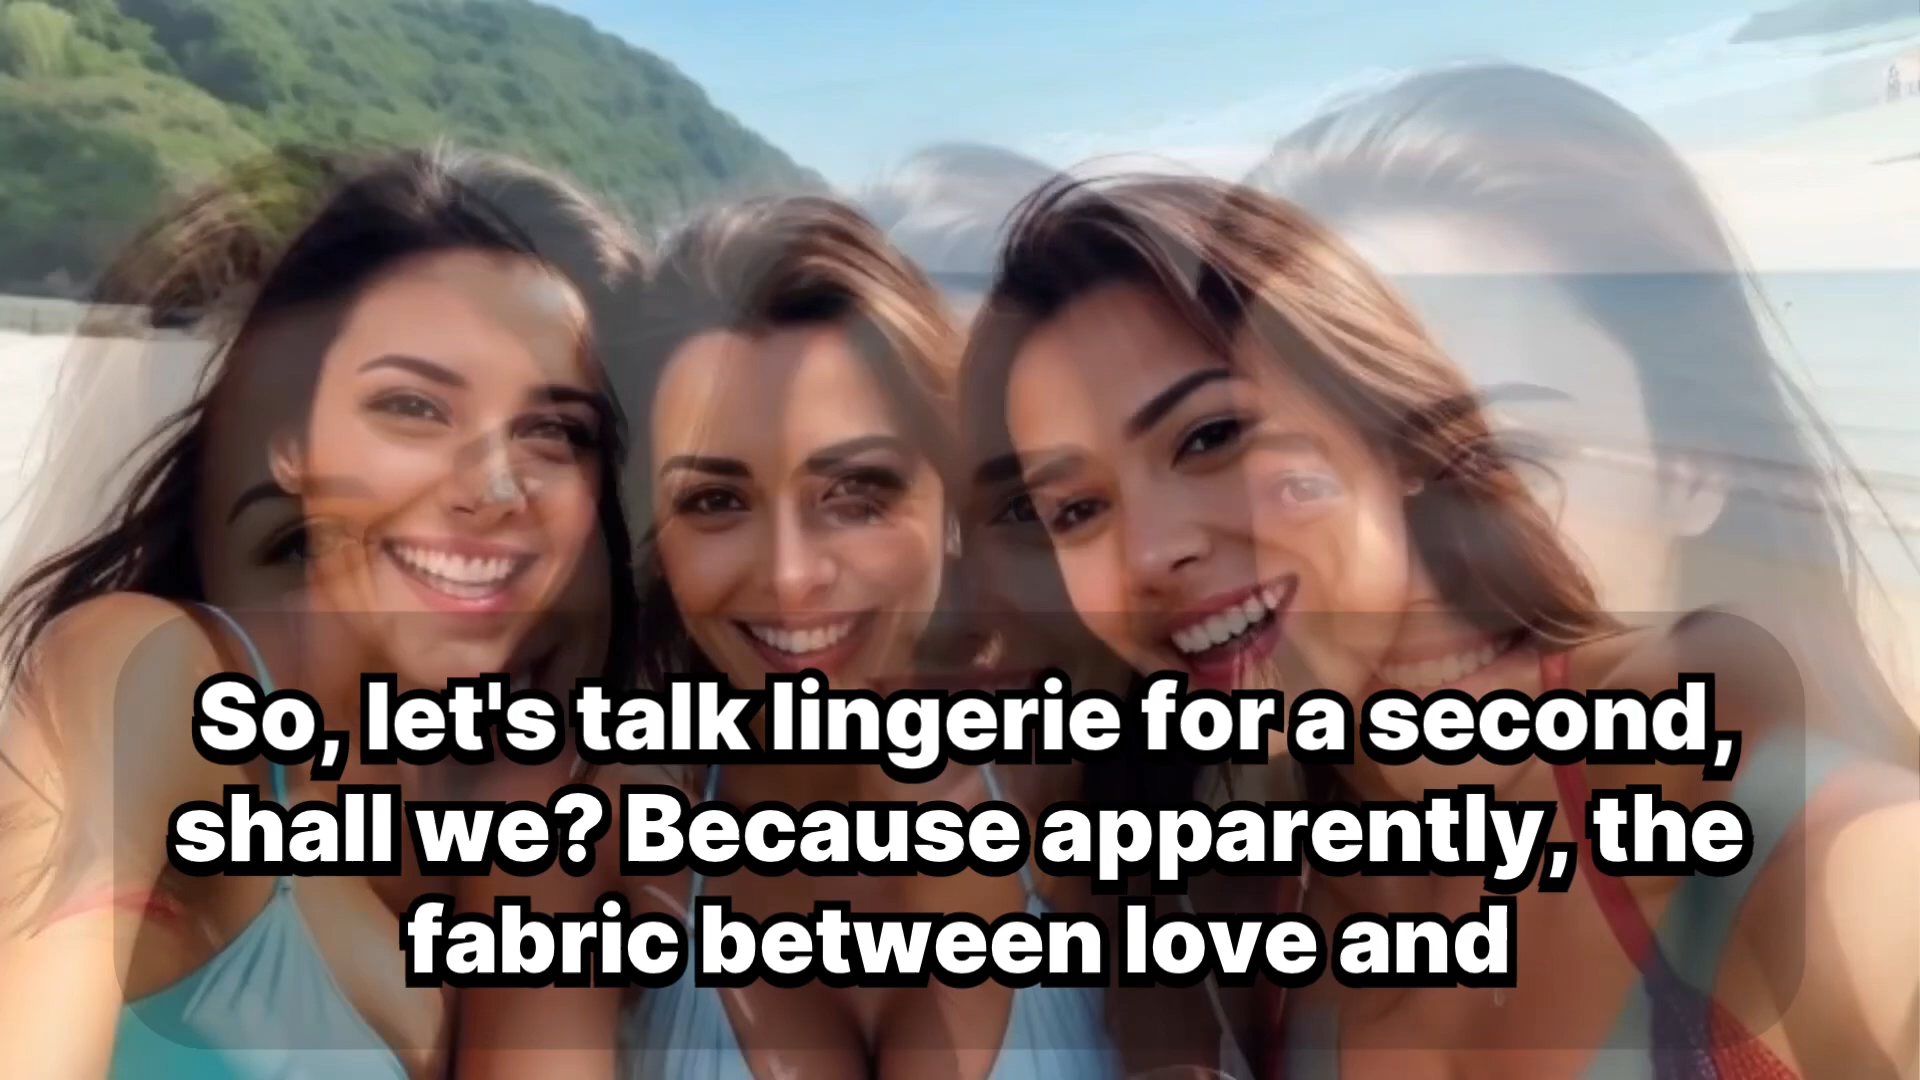 So, let's talk lingerie for a second,
shall we? Because apparently, the
fabric between love and